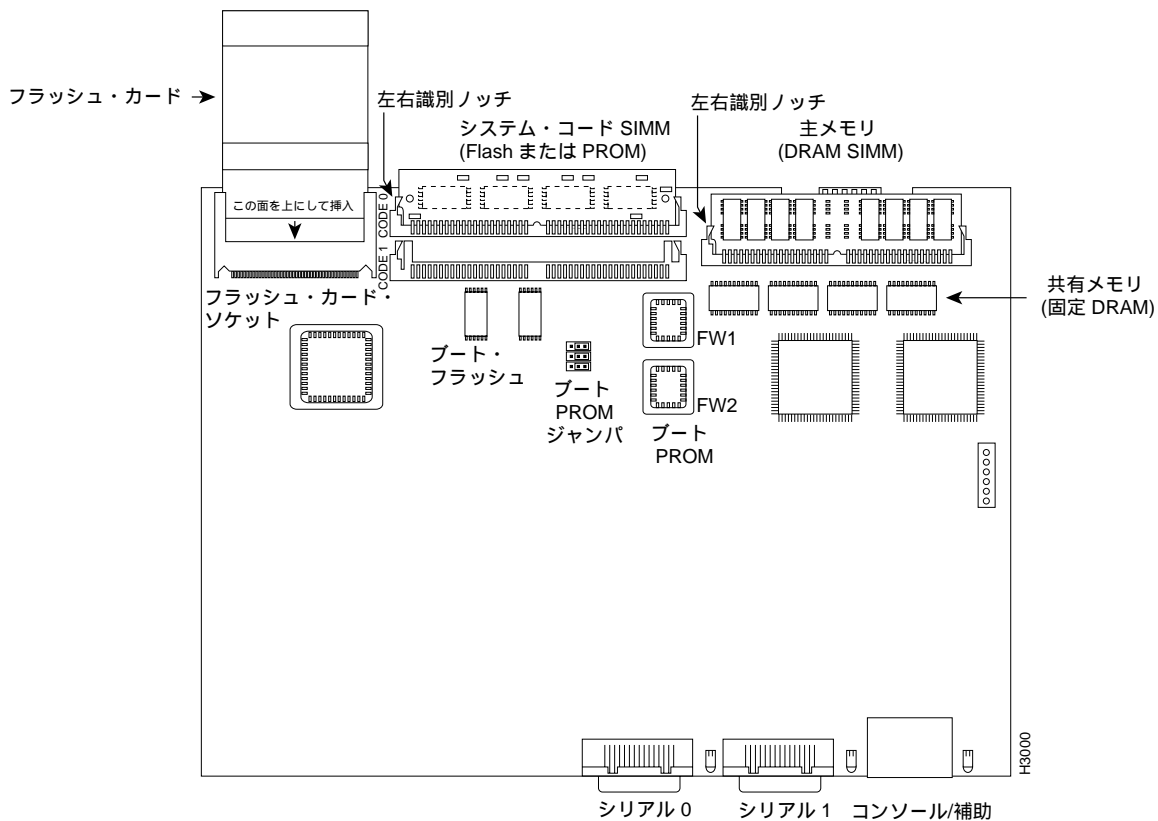 フラッシュ・カード
左右識別ノッチ
システム・コード SIMM
(Flash または PROM)
左右識別ノッチ
主メモリ
(DRAM SIMM)
この面を上にして挿入
CODE 0
CODE 1
フラッシュ・カード・
ソケット
ブート・
フラッシュ
ブート
PROM
ジャンパ
FW1
FW2
ブート
PROM
共有メモリ
(固定 DRAM)
H3000
シリアル 0
シリアル 1
コンソール/補助